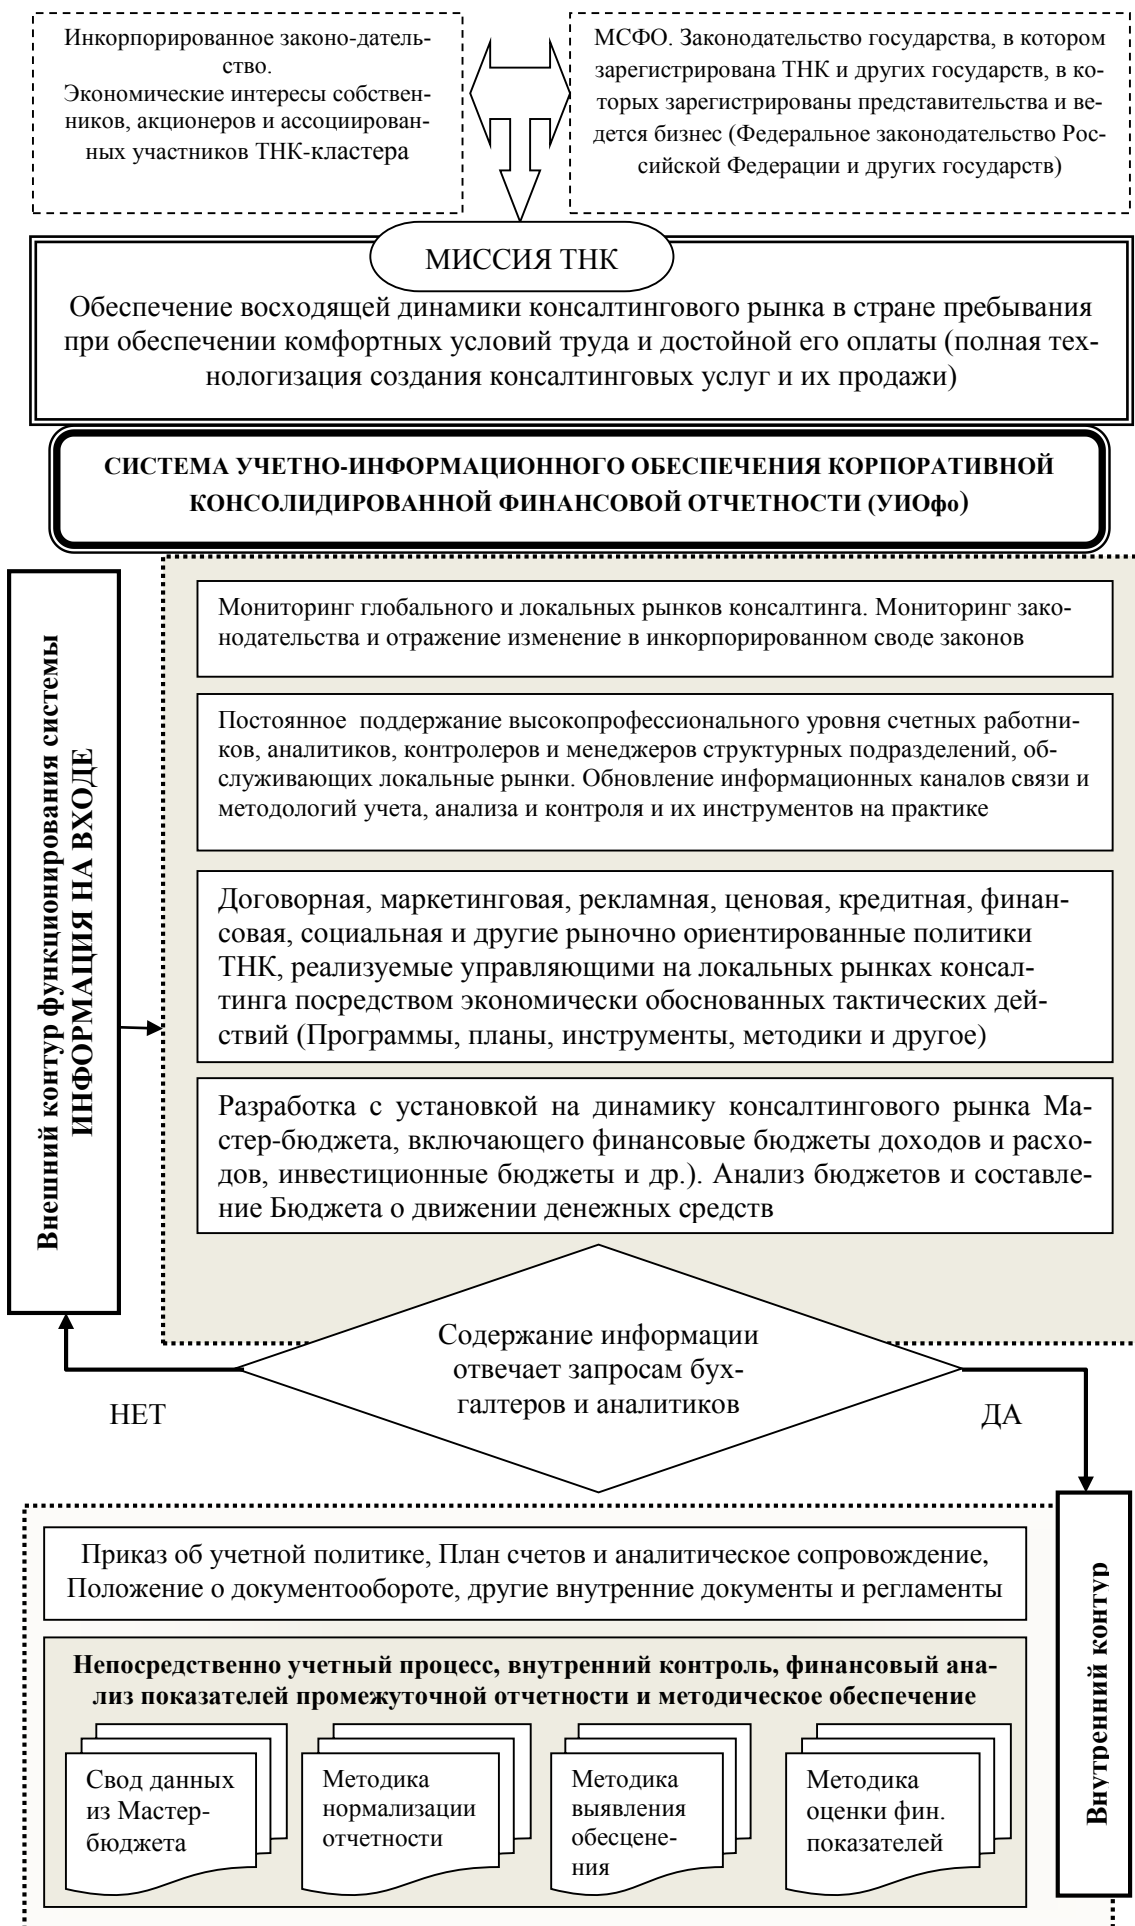 Инкорпорированное законо-датель-
ство.
Экономические интересы собствен-
ников, акционеров и ассоциирован-
ных участников ТНК-кластера
МСФО. Законодательство государства, в котором
зарегистрирована ТНК и других государств, в ко-
торых зарегистрированы представительства и ве-
дется бизнес (Федеральное законодательство Рос-
сийской Федерации и других государств)
МИССИЯ ТНК
Обеспечение восходящей динамики консалтингового рынка в стране пребывания
при обеспечении комфортных условий труда и достойной его оплаты (полная тех-
нологизация создания консалтинговых услуг и их продажи)
СИСТЕМА УЧЕТНО-ИНФОРМАЦИОННОГО ОБЕСПЕЧЕНИЯ КОРПОРАТИВНОЙ
КОНСОЛИДИРОВАННОЙ ФИНАНСОВОЙ ОТЧЕТНОСТИ (УИОфо)
Внешний контур функционирования системы
ИНФОРМАЦИЯ НА ВХОДЕ
Мониторинг глобального и локальных рынков консалтинга. Мониторинг зако-
нодательства и отражение изменение в инкорпорированном своде законов
Постоянное поддержание высокопрофессионального уровня счетных работни-
ков, аналитиков, контролеров и менеджеров структурных подразделений, об-
служивающих локальные рынки. Обновление информационных каналов связи и
методологий учета, анализа и контроля и их инструментов на практике
Договорная, маркетинговая, рекламная, ценовая, кредитная, финан-
совая, социальная и другие рыночно ориентированные политики
ТНК, реализуемые управляющими на локальных рынках консал-
тинга посредством экономически обоснованных тактических дей-
ствий (Программы, планы, инструменты, методики и другое)
Разработка с установкой на динамику консалтингового рынка Ма-
стер-бюджета, включающего финансовые бюджеты доходов и расхо-
дов, инвестиционные бюджеты и др.). Анализ бюджетов и составле-
ние Бюджета о движении денежных средств
Содержание информации
отвечает запросам бух-
галтеров и аналитиков
НЕТ
ДА
Приказ об учетной политике, План счетов и аналитическое сопровождение,
Положение о документообороте, другие внутренние документы и регламенты
Непосредственно учетный процесс, внутренний контроль, финансовый ана-
лиз показателей промежуточной отчетности и методическое обеспечение
Свод данных
из Мастер-
бюджета
Методика
нормализации
отчетности
Методика
выявления
обесцене-
ния
Методика
оценки фин.
показателей
Внутренний контур